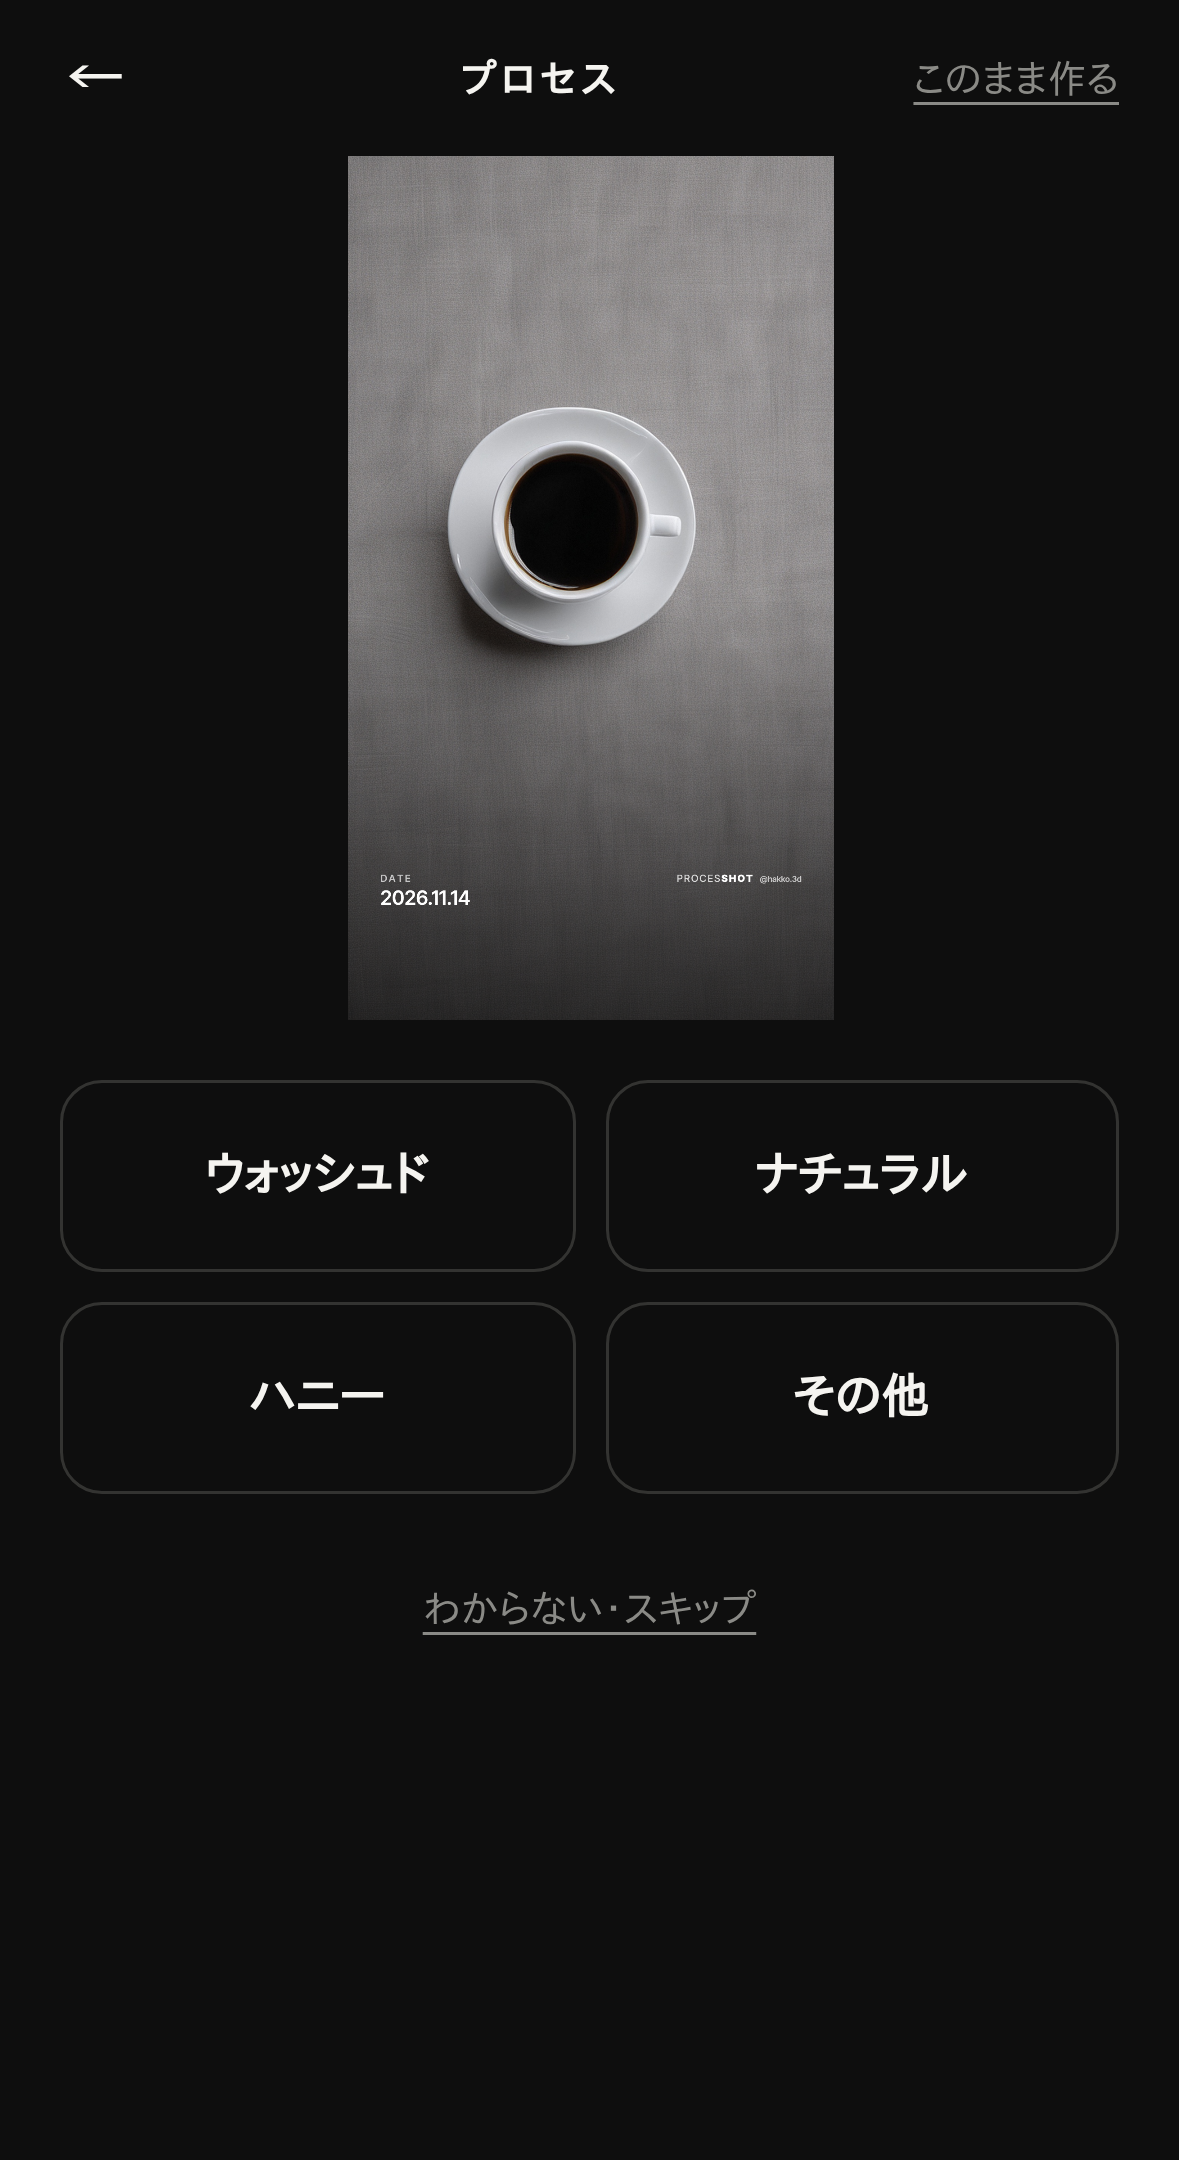 ←
プロセス
このまま作る
DATE
2026.11.14
PROCESSHOT @hakko.3d
ウォッシュド
ナチュラル
ハニー
その他
わからない・スキップ